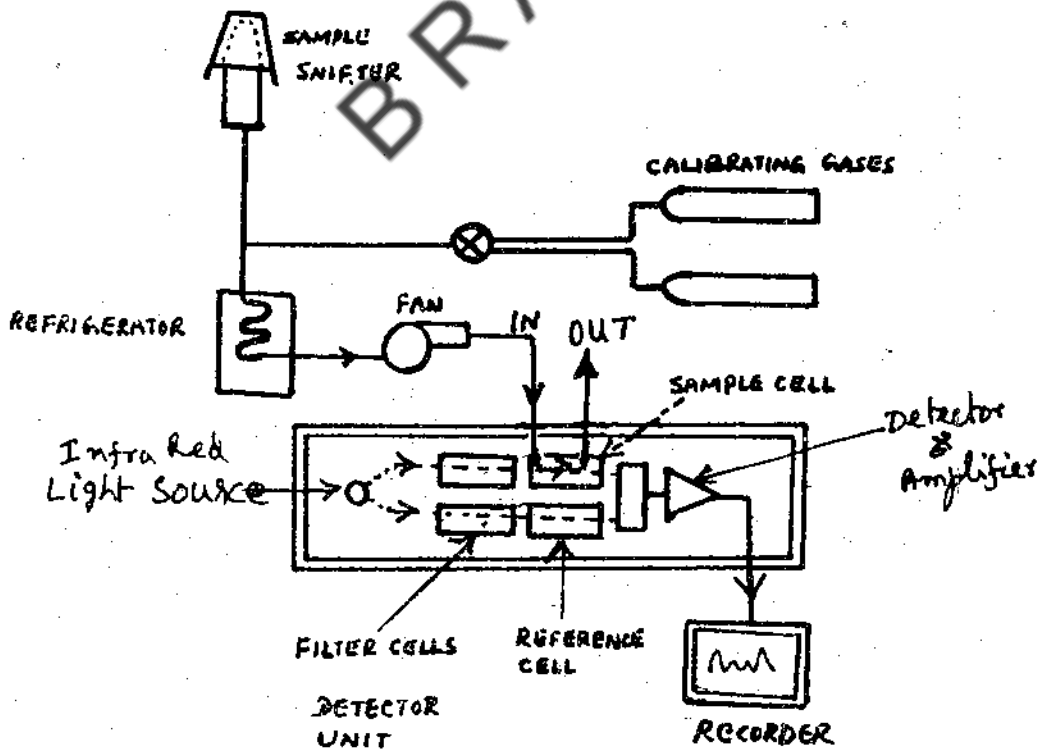 SAMPLE
SNIFTER
BRA
CALIBRATING GASES
REFRIGERATOR
FAN
IN
OUT
SAMPLE CELL
Detector
&
Amplifier
Infra Red
Light Source
FILTER CELLS
REFERENCE
CELL
DETECTOR
UNIT
RECORDER